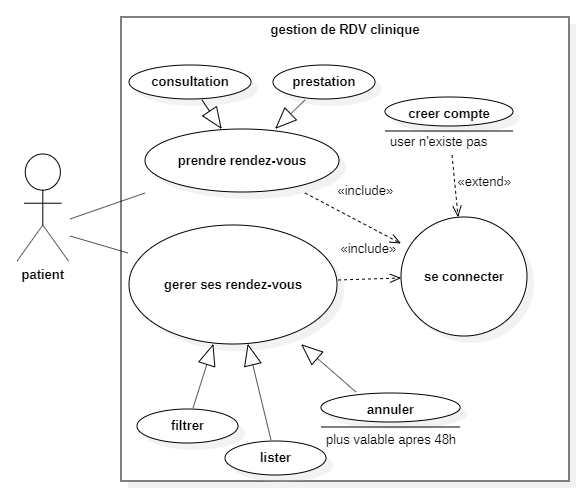 gestion de RDV clinique
consultation
prestation
creer compte
user n'existe pas
prendre rendez-vous
«extend»
«include»
«include»
patient
gerer ses rendez-vous
se connecter
filtrer
annuler
plus valable apres 48h
lister